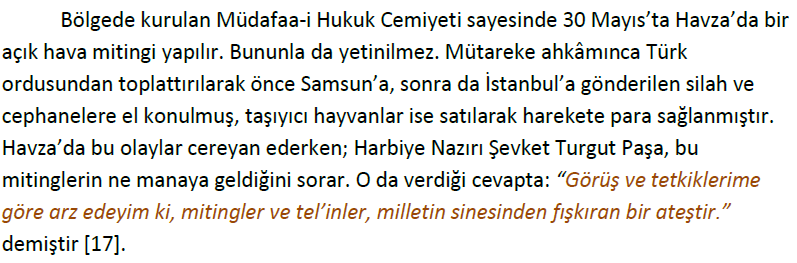 Bölgede kurulan Müdafaa-i Hukuk Cemiyeti sayesinde 30 Mayıs’ta Havza’da bir
açık hava mitingi yapılır. Bununla da yetinilmez. Mütareke ahkâmınca Türk
ordusundan toplattırılarak önce Samsun’a, sonra da İstanbul’a gönderilen silah ve
cephanelere el konulmuş, taşıyıcı hayvanlar ise satılarak harekete para sağlanmıştır.
Havza’da bu olaylar cereyan ederken; Harbiye Nazırı Şevket Turgut Paşa, bu
mitinglerin ne manaya geldiğini sorar. O da verdiği cevapta: “Görüş ve tetkiklerime
göre arz edeyim ki, mitingler ve tel’inler, milletin sinesinden fışkıran bir ateştir.”
demiştir [17].